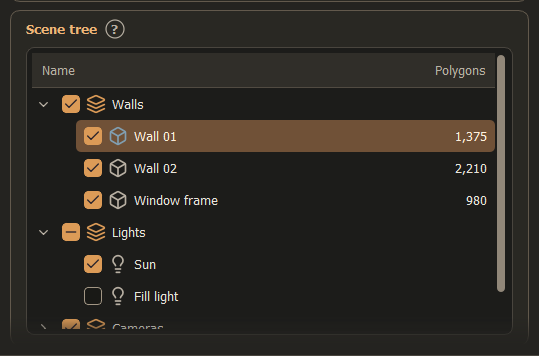 Scene tree ?
Name Polygons
Walls
Wall 01 1,375
Wall 02 2,210
Window frame 980
Lights
Sun
Fill light
Cameras